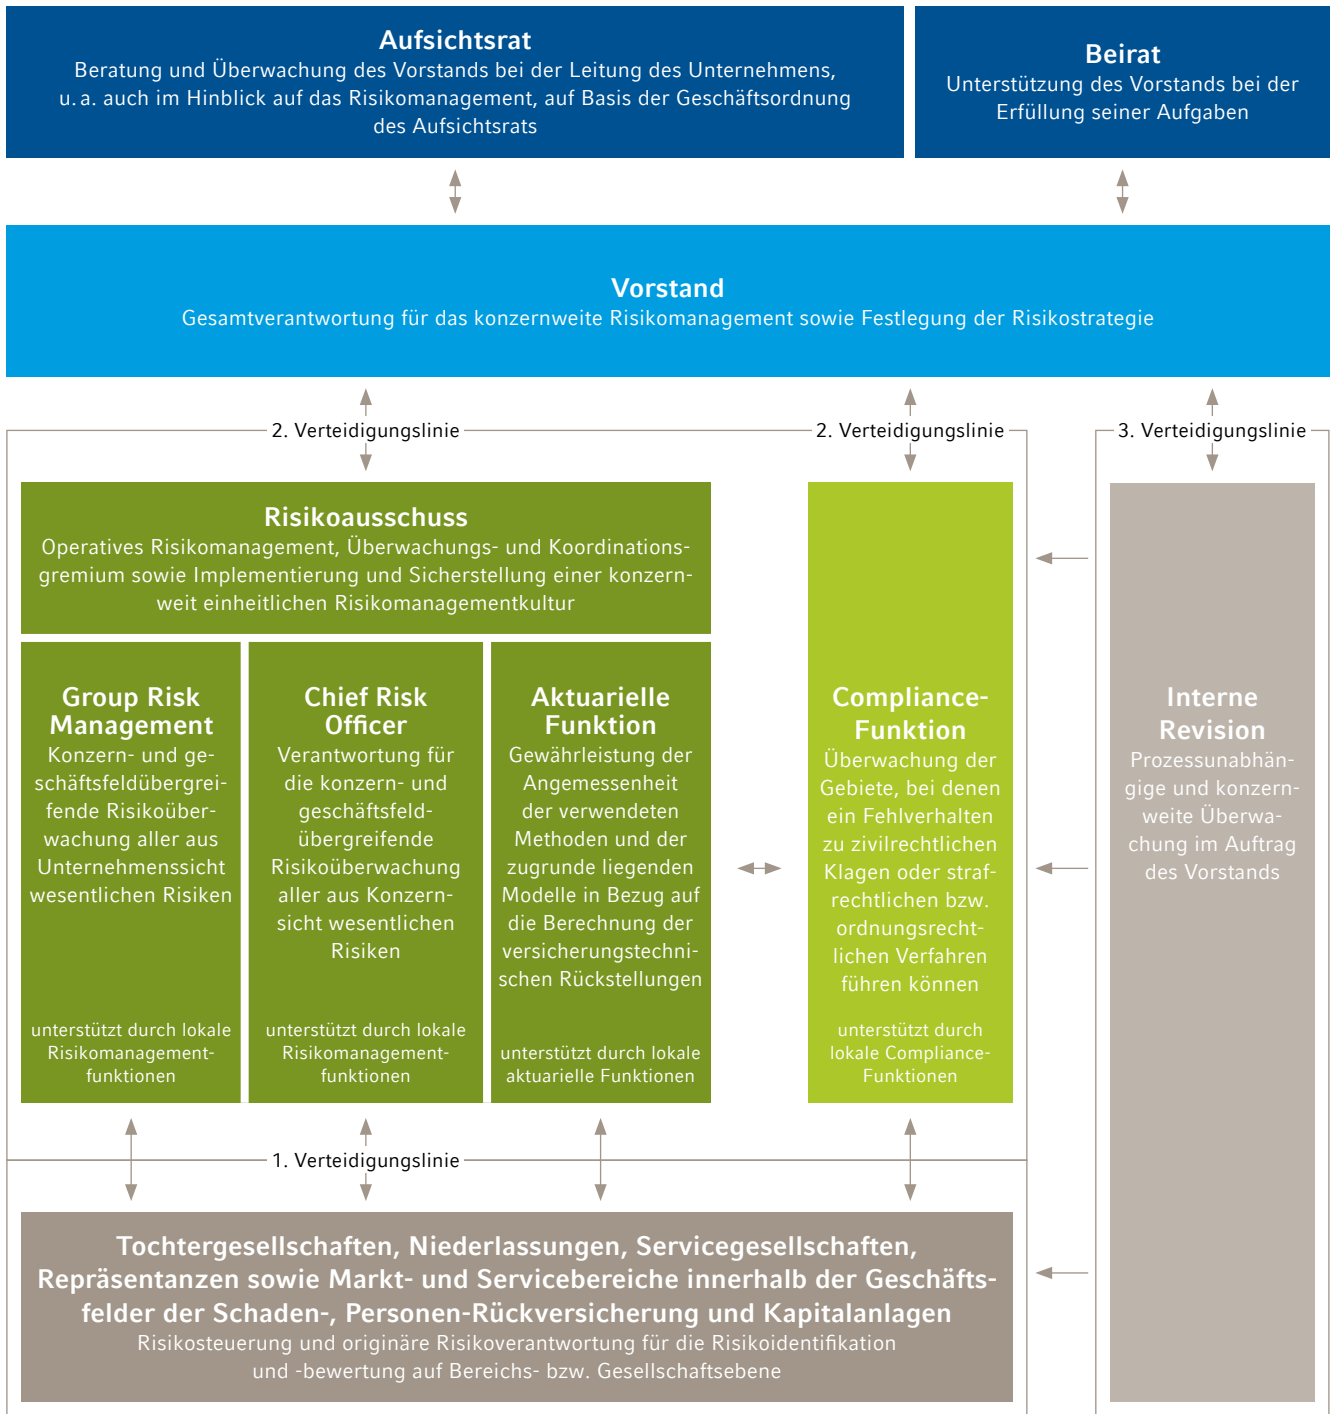 Aufsichtsrat
Beratung und Überwachung des Vorstands bei der Leitung des Unternehmens,
u. a. auch im Hinblick auf das Risikomanagement, auf Basis der Geschäftsordnung
des Aufsichtsrats
Beirat
Unterstützung des Vorstands bei der
Erfüllung seiner Aufgaben
Vorstand
Gesamtverantwortung für das konzernweite Risikomanagement sowie Festlegung der Risikostrategie
2. Verteidigungslinie
2. Verteidigungslinie
3. Verteidigungslinie
Risikoausschuss
Operatives Risikomanagement, Überwachungs- und Koordinations-
gremium sowie Implementierung und Sicherstellung einer konzern-
weit einheitlichen Risikomanagementkultur
Group Risk
Management
Konzern- und ge-
schäftsfeldübergrei-
fende Risikoüber-
wachung aller aus
Unternehmenssicht
wesentlichen Risiken
unterstützt durch lokale
Risikomanagement-
funktionen
Chief Risk
Officer
Verantwortung für
die konzern- und
geschäftsfeld-
übergreifende
Risikoüberwachung
aller aus Konzern-
sicht wesentlichen
Risiken
unterstützt durch lokale
Risikomanagement-
funktionen
Aktuarielle
Funktion
Gewährleistung der
Angemessenheit
der verwendeten
Methoden und der
zugrunde liegenden
Modelle in Bezug auf
die Berechnung der
versicherungstechni-
schen Rückstellungen
unterstützt durch lokale
aktuarielle Funktionen
Compliance-
Funktion
Überwachung der
Gebiete, bei denen
ein Fehlverhalten
zu zivilrechtlichen
Klagen oder straf-
rechtlichen bzw.
ordnungsrecht-
lichen Verfahren
führen können
unterstützt durch
lokale Compliance-
Funktionen
Interne
Revision
Prozessunabhän-
gige und konzern-
weite Überwa-
chung im Auftrag
des Vorstands
1. Verteidigungslinie
Tochtergesellschaften, Niederlassungen, Servicegesellschaften,
Repräsentanzen sowie Markt- und Servicebereiche innerhalb der Geschäfts-
felder der Schaden-, Personen-Rückversicherung und Kapitalanlagen
Risikosteuerung und originäre Risikoverantwortung für die Risikoidentifikation
und -bewertung auf Bereichs- bzw. Gesellschaftsebene